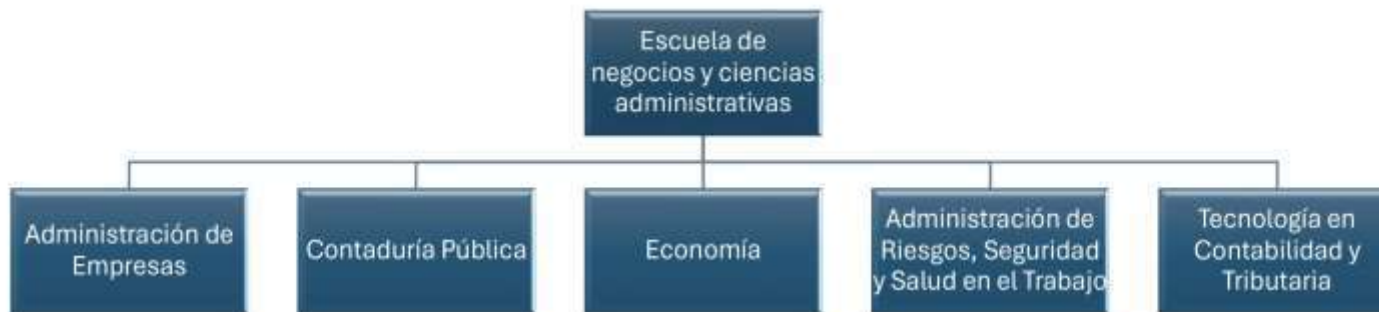 Escuela de
negocios y ciencias
administrativas
Administración de
Empresas
Contaduría Pública
Economía
Administración de
Riesgos, Seguridad
y Salud en el Trabajo
Tecnología en
Contabilidad y
Tributaria